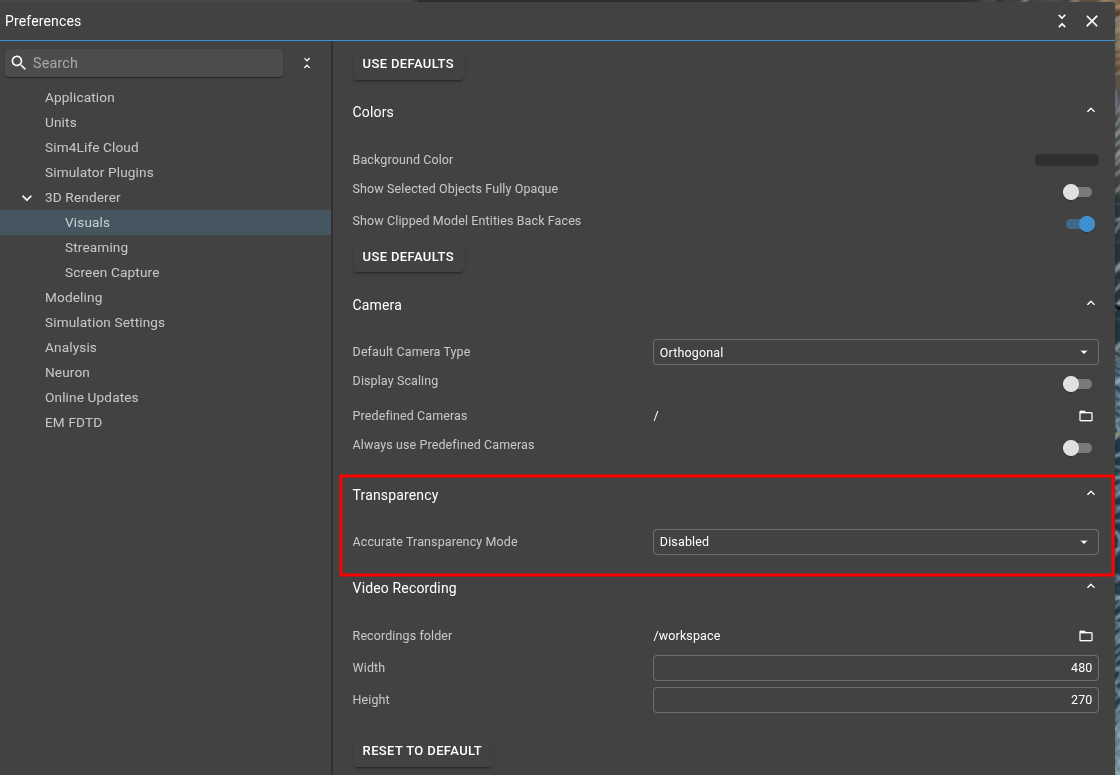 Preferences
Search
Application
Units
Sim4Life Cloud
Simulator Plugins
3D Renderer
Visuals
Streaming
Screen Capture
Modeling
Simulation Settings
Analysis
Neuron
Online Updates
EM FDTD
USE DEFAULTS
Colors
Background Color
Show Selected Objects Fully Opaque
Show Clipped Model Entities Back Faces
USE DEFAULTS
Camera
Default Camera Type Orthogonal
Display Scaling
Predefined Cameras /
Always use Predefined Cameras
Transparency
Accurate Transparency Mode Disabled
Video Recording
Recordings folder /workspace
Width 480
Height 270
RESET TO DEFAULT